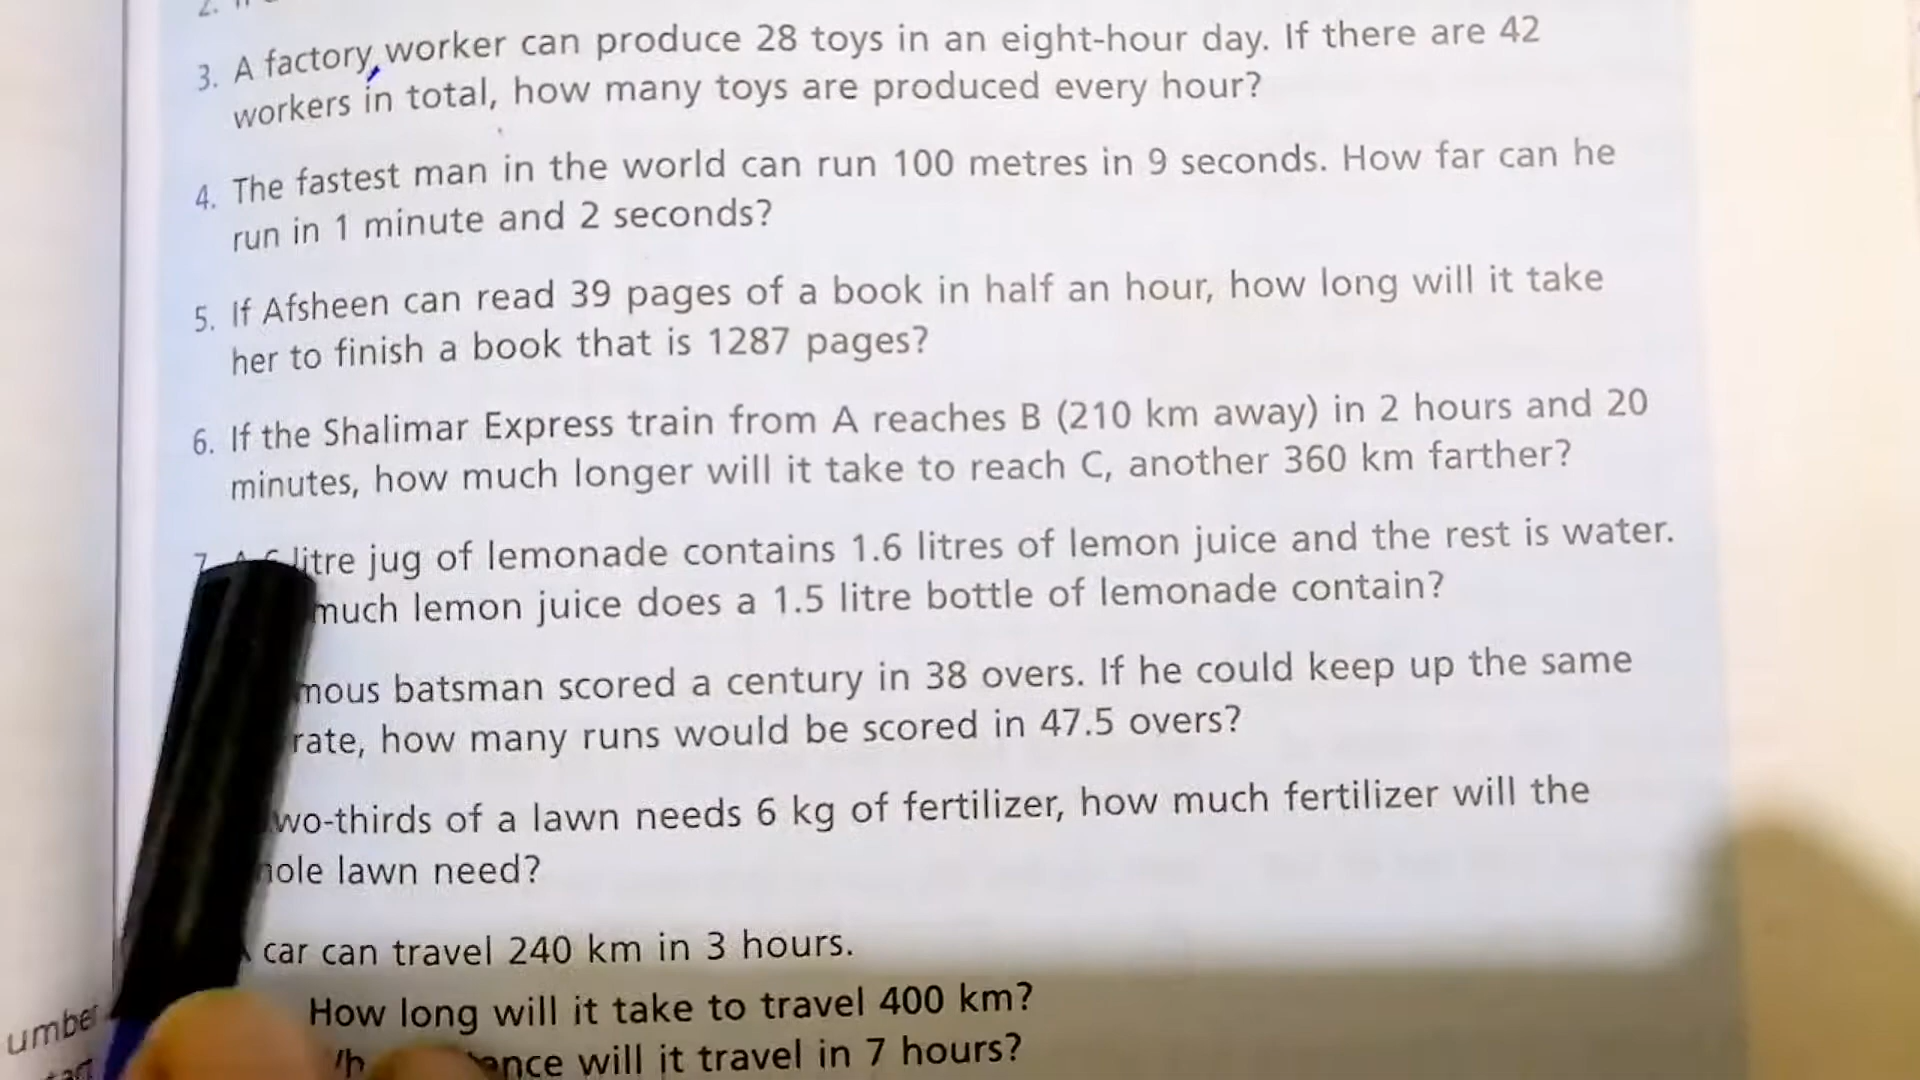 2.
3. A factory worker can produce 28 toys in an eight-hour day. If there are 42
workers in total, how many toys are produced every hour?
4. The fastest man in the world can run 100 metres in 9 seconds. How far can he
run in 1 minute and 2 seconds?
5. If Afsheen can read 39 pages of a book in half an hour, how long will it take
her to finish a book that is 1287 pages?
6. If the Shalimar Express train from A reaches B (210 km away) in 2 hours and 20
minutes, how much longer will it take to reach C, another 360 km farther?
7. litre jug of lemonade contains 1.6 litres of lemon juice and the rest is water.
much lemon juice does a 1.5 litre bottle of lemonade contain?
mous batsman scored a century in 38 overs. If he could keep up the same
rate, how many runs would be scored in 47.5 overs?
wo-thirds of a lawn needs 6 kg of fertilizer, how much fertilizer will the
ole lawn need?
car can travel 240 km in 3 hours.
How long will it take to travel 400 km?
ance will it travel in 7 hours?
umber